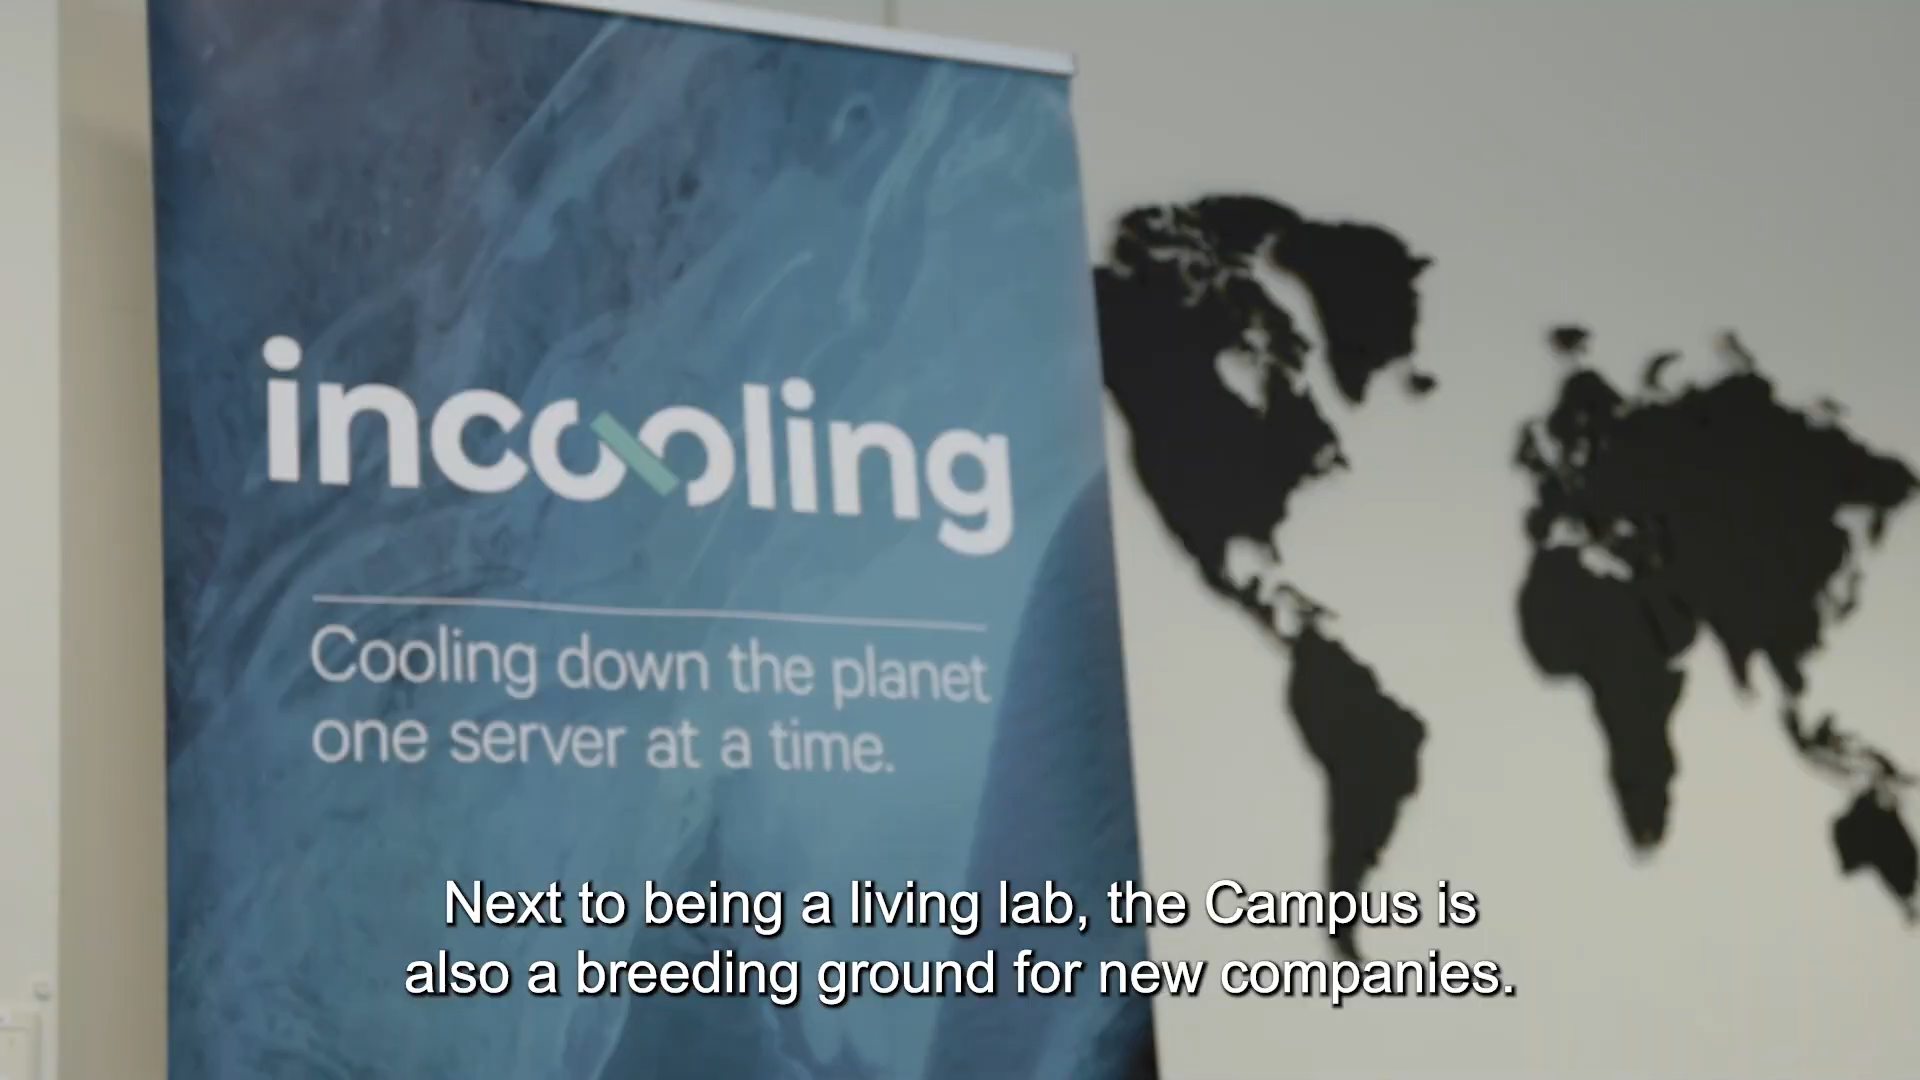 incooling
Cooling down the planet
one server at a time.
Next to being a living lab, the Campus is
also a breeding ground for new companies.